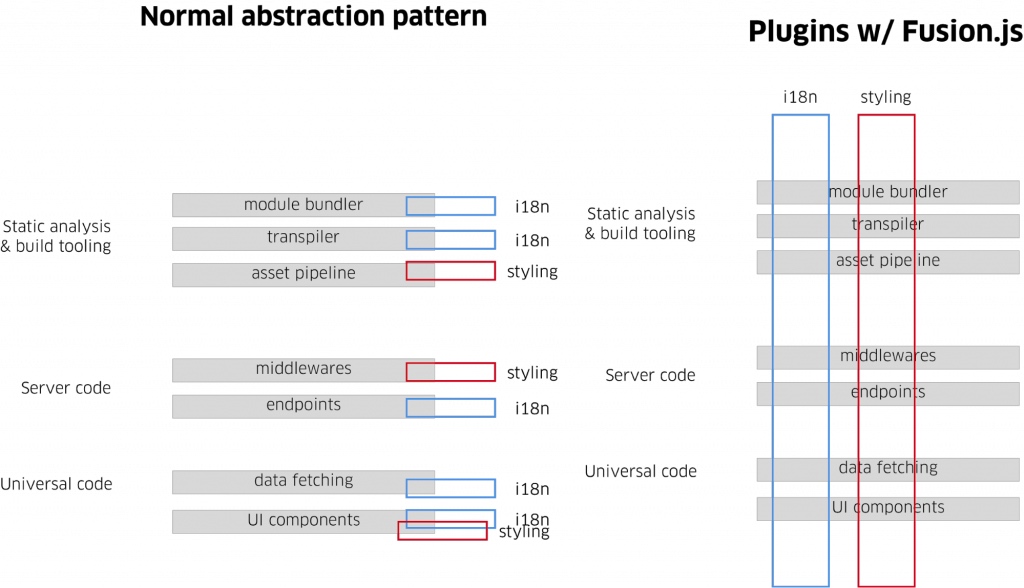 Normal abstraction pattern
module bundler
i18n
Static analysis
& build tooling
transpiler
i18n
asset pipeline
styling
middlewares
styling
Server code
endpoints
i18n
data fetching
i18n
Universal code
UI components
i18n
styling
Plugins w/ Fusion.js
i18n
styling
module bundler
Static analysis
& build tooling
transpiler
asset pipeline
middlewares
Server code
endpoints
data fetching
Universal code
UI components